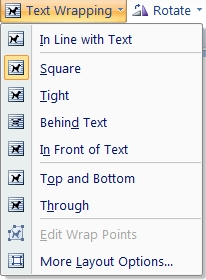 Text Wrapping Rotate
In Line with Text
Square
Tight
Behind Text
In Front of Text
Top and Bottom
Through
Edit Wrap Points
More Layout Options...